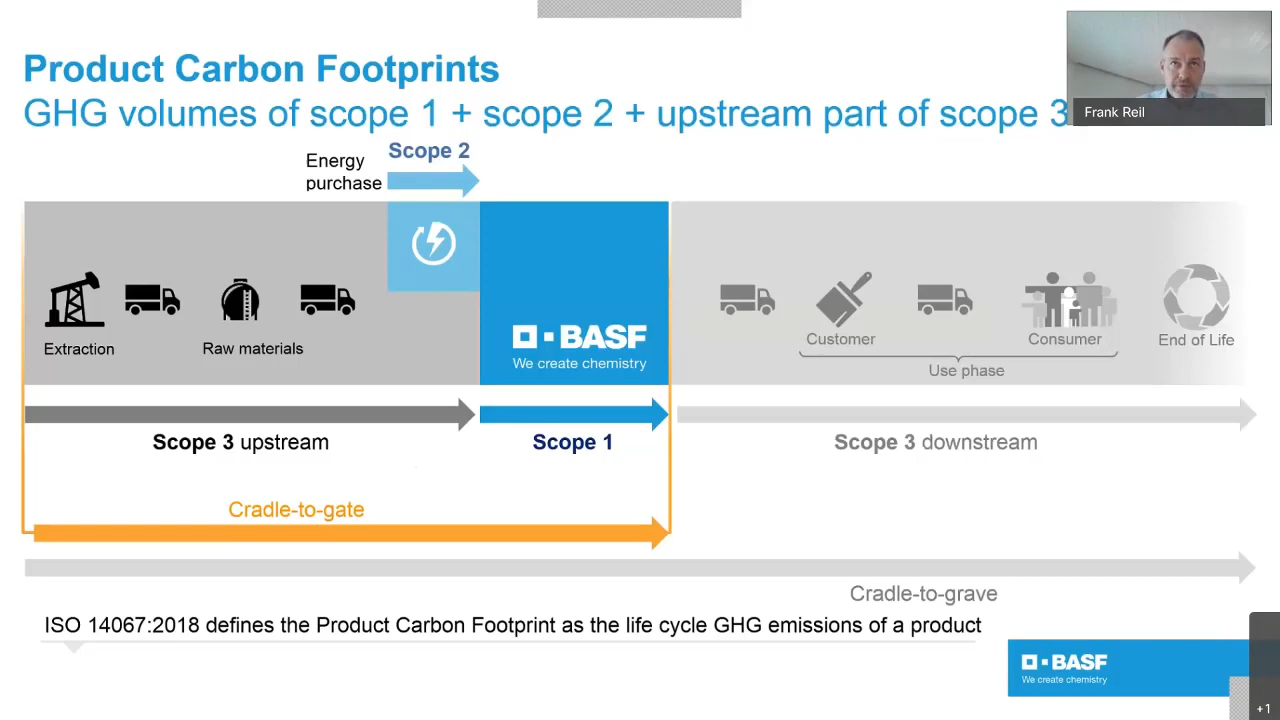 Product Carbon Footprints
GHG volumes of scope 1 + scope 2 + upstream part of scope 3
Frank Reil
Energy
purchase
Scope 2
BASF
We create chemistry
Extraction
Raw materials
Customer
Consumer
End of Life
Use phase
Scope 3 upstream
Scope 1
Scope 3 downstream
Cradle-to-gate
Cradle-to-grave
ISO 14067:2018 defines the Product Carbon Footprint as the life cycle GHG emissions of a product
BASF
We create chemistry
+1